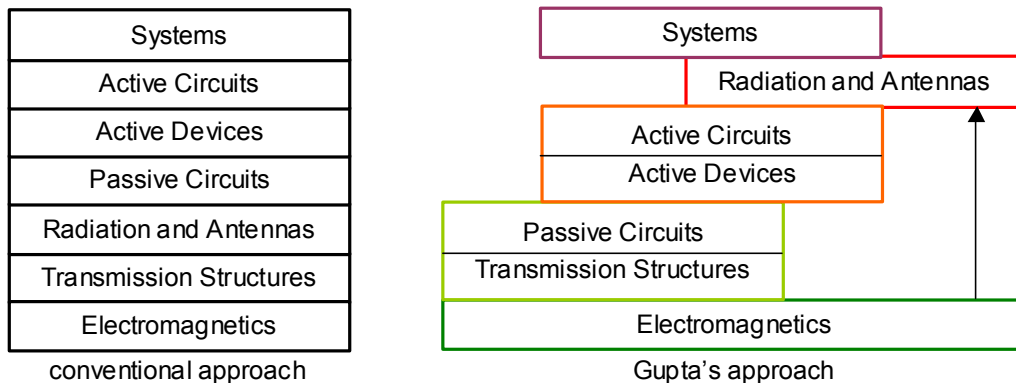 Systems
Active Circuits
Active Devices
Passive Circuits
Radiation and Antennas
Transmission Structures
Electromagnetics
conventional approach
Systems
Radiation and Antennas
Active Circuits
Active Devices
Passive Circuits
Transmission Structures
Electromagnetics
Gupta's approach